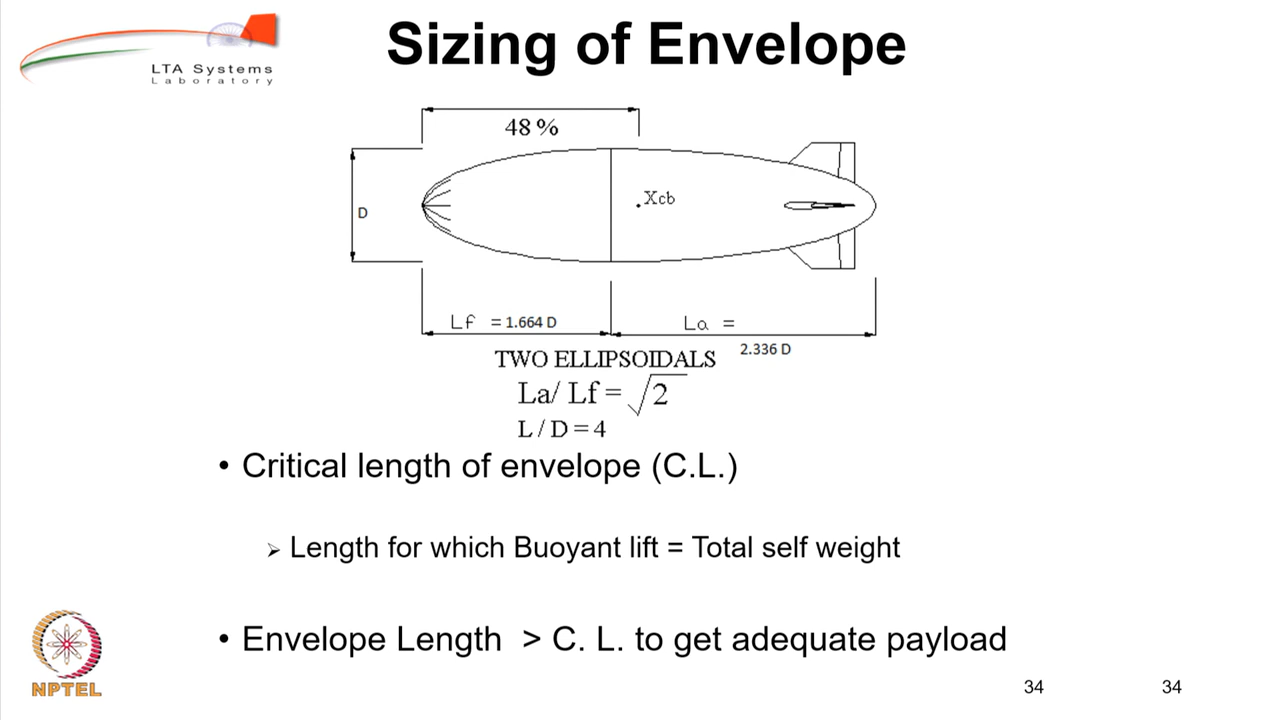 Sizing of Envelope
LTA Systems
Laboratory
48 %
D
.Xcb
Lf = 1.664 D
La =
2.336 D
TWO ELLIPSOIDALS
La/ Lf = √2
L / D = 4
• Critical length of envelope (C.L.)
➢ Length for which Buoyant lift = Total self weight
• Envelope Length > C. L. to get adequate payload
NPTEL
34
34